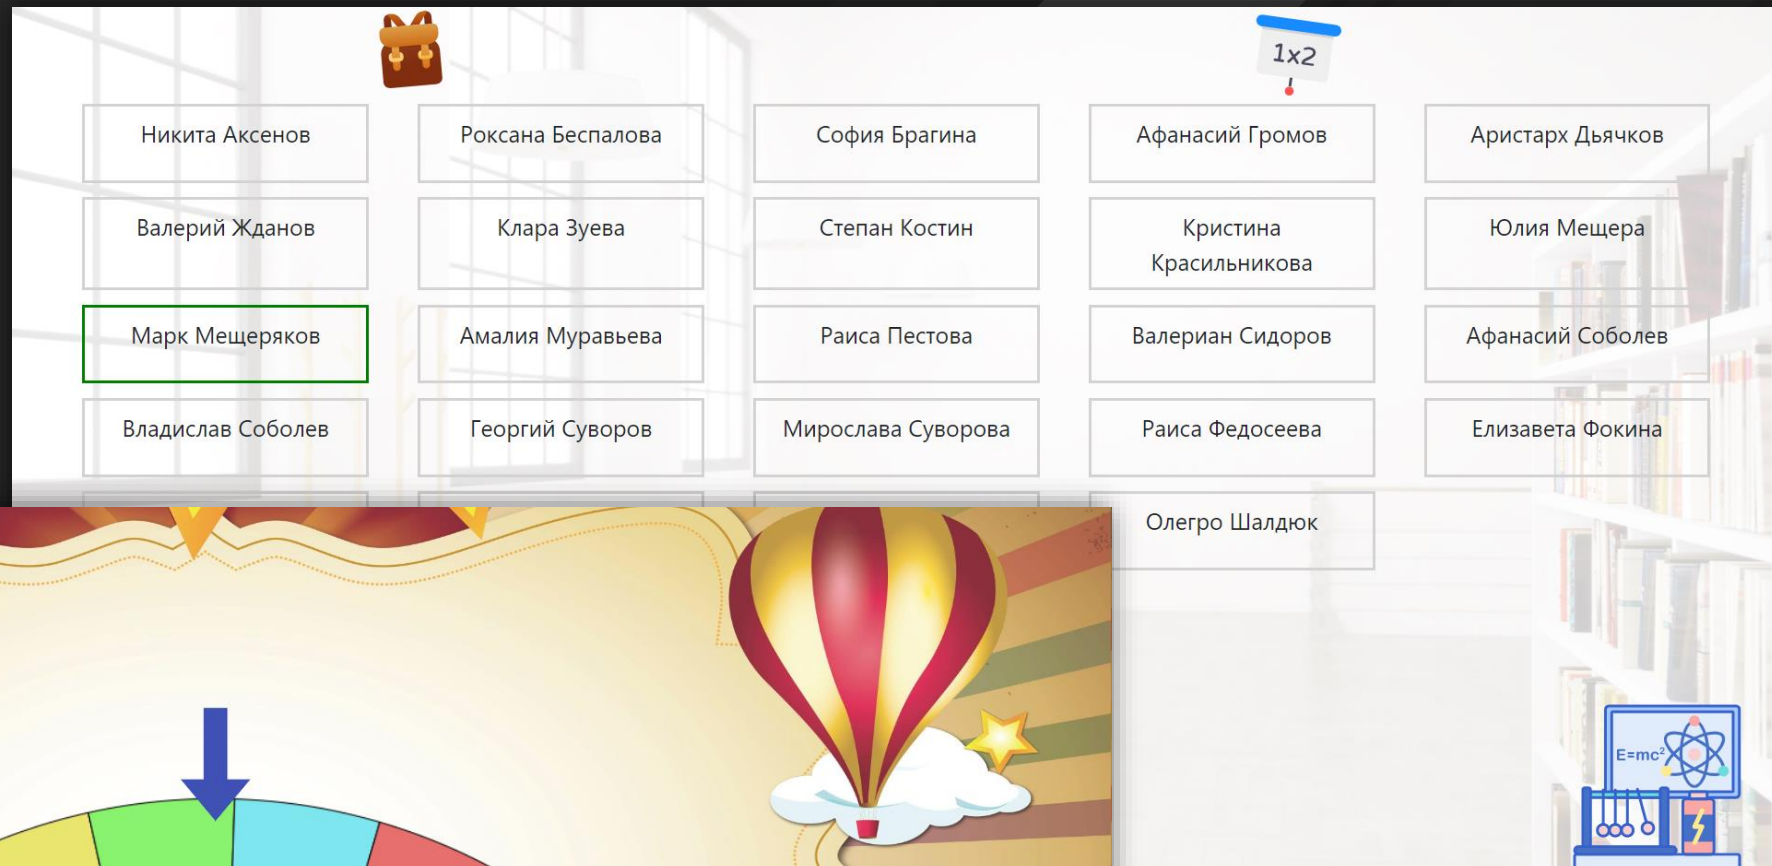 1x2
Никита Аксенов
Роксана Беспалова
София Брагина
Афанасий Громов
Аристарх Дьячков
Валерий Жданов
Клара Зуева
Степан Костин
Кристина
Красильникова
Юлия Мещера
Марк Мещеряков
Амалия Муравьева
Раиса Пестова
Валериан Сидоров
Афанасий Соболев
Владислав Соболев
Георгий Суворов
Мирослава Суворова
Раиса Федосеева
Елизавета Фокина
Олегро Шалдюк
E=mc²